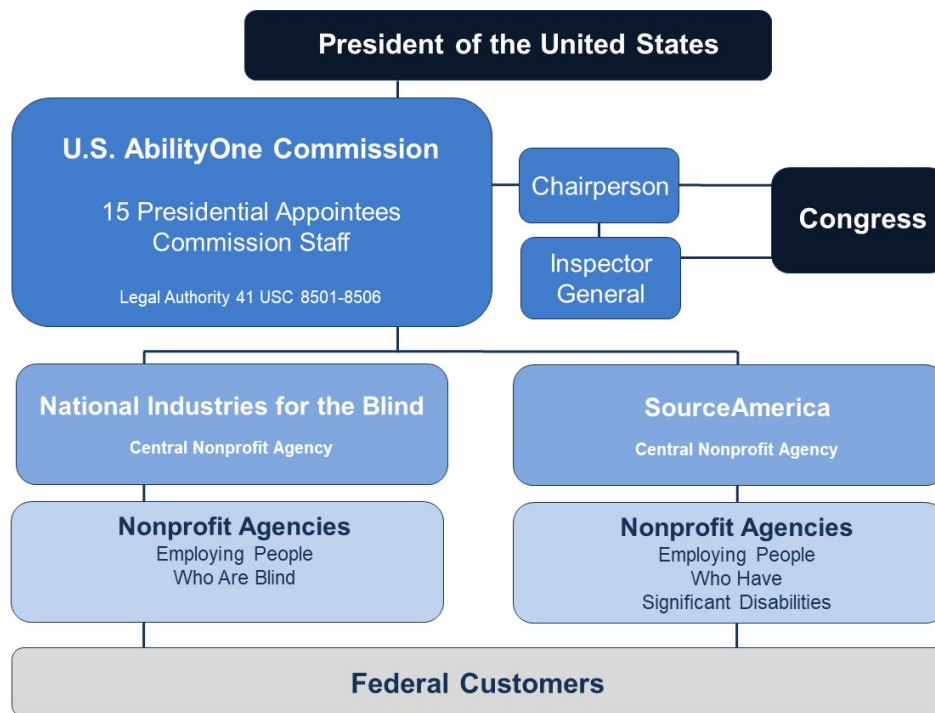 President of the United States
U.S. AbilityOne Commission
15 Presidential Appointees
Commission Staff
Legal Authority 41 USC 8501-8506
Chairperson
Inspector
General
Congress
National Industries for the Blind
Central Nonprofit Agency
SourceAmerica
Central Nonprofit Agency
Nonprofit Agencies
Employing People
Who Are Blind
Nonprofit Agencies
Employing People
Who Have
Significant Disabilities
Federal Customers